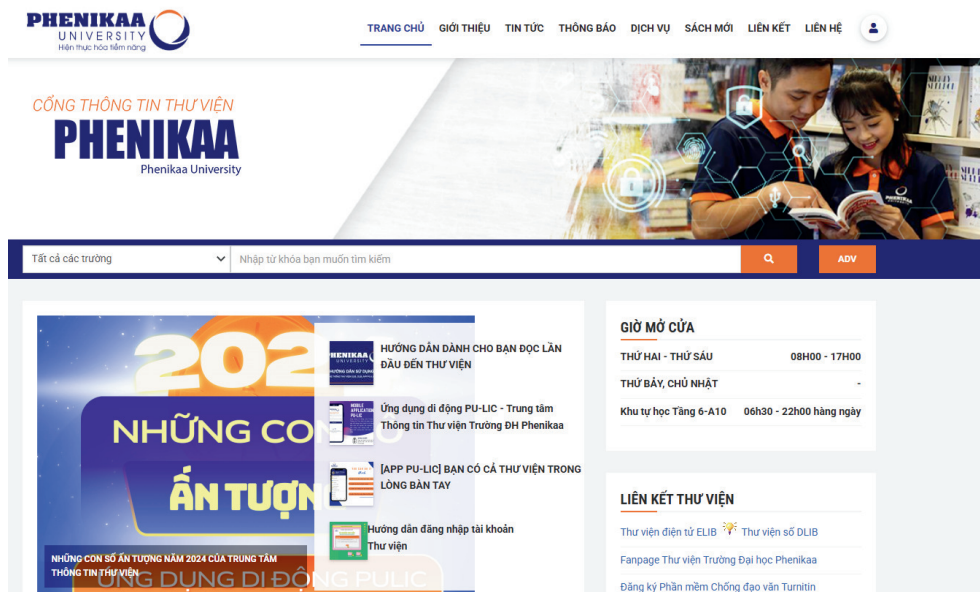 PHENIKAA
UNIVERSITY
Hiện thực hóa tiềm năng
TRANG CHỦ GIỚI THIỆU TIN TỨC THÔNG BÁO DỊCH VỤ SÁCH MỚI LIÊN KẾT LIÊN HỆ
CỔNG THÔNG TIN THƯ VIỆN
PHENIKAA
Phenikaa University
PHENIKAA
Tất cả các trường
Nhập từ khóa bạn muốn tìm kiếm
ADV
202
NHỮNG CON SỐ
ẤN TƯỢN
ỨNG DỤNG DI ĐỘNG PULIC
NHỮNG CON SỐ ẤN TƯỢNG NĂM 2024 CỦA TRUNG TÂM
THÔNG TIN THƯ VIỆN
HƯỚNG DẪN DÀNH CHO BẠN ĐỌC LẦN
ĐẦU ĐẾN THƯ VIỆN
Ứng dụng di động PU-LIC - Trung tâm
Thông tin Thư viện Trường ĐH Phenikaa
[APP PU-LIC] BẠN CÓ CẢ THƯ VIỆN TRONG
LÒNG BÀN TAY
Hướng dẫn đăng nhập tài khoản
Thư viện
GIỜ MỞ CỬA
THỨ HAI - THỨ SÁU 08H00 - 17H00
THỨ BẢY, CHỦ NHẬT -
Khu tự học Tầng 6-A10 06h30 - 22h00 hàng ngày
LIÊN KẾT THƯ VIỆN
Thư viện điện tử ELIB Thư viện số DLIB
Fanpage Thư viện Trường Đại học Phenikaa
Đăng ký Phần mềm Chống đạo văn Turnitin